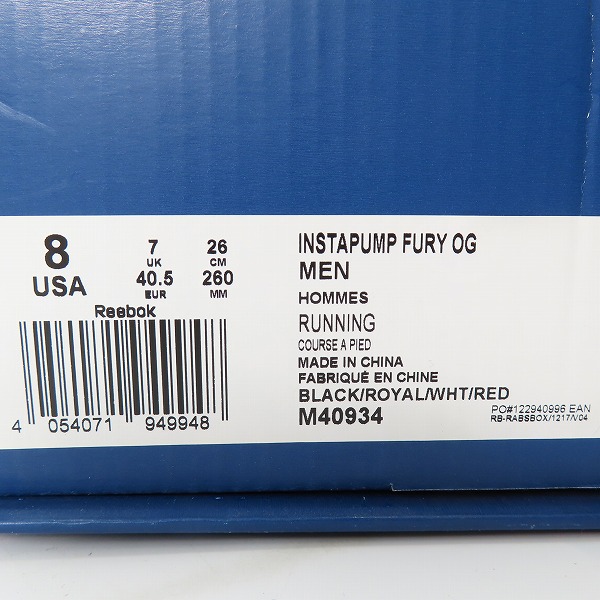 8 7 26
UK CM
USA 40.5 260
EUR MM
Reebok
4 054071 949948
INSTAPUMP FURY OG
MEN
HOMMES
RUNNING
COURSE A PIED
MADE IN CHINA
FABRIQUÉ EN CHINE
BLACK/ROYAL/WHT/RED
M40934
PO#122940996 EAN
RB-RABSBOX/1217/V04